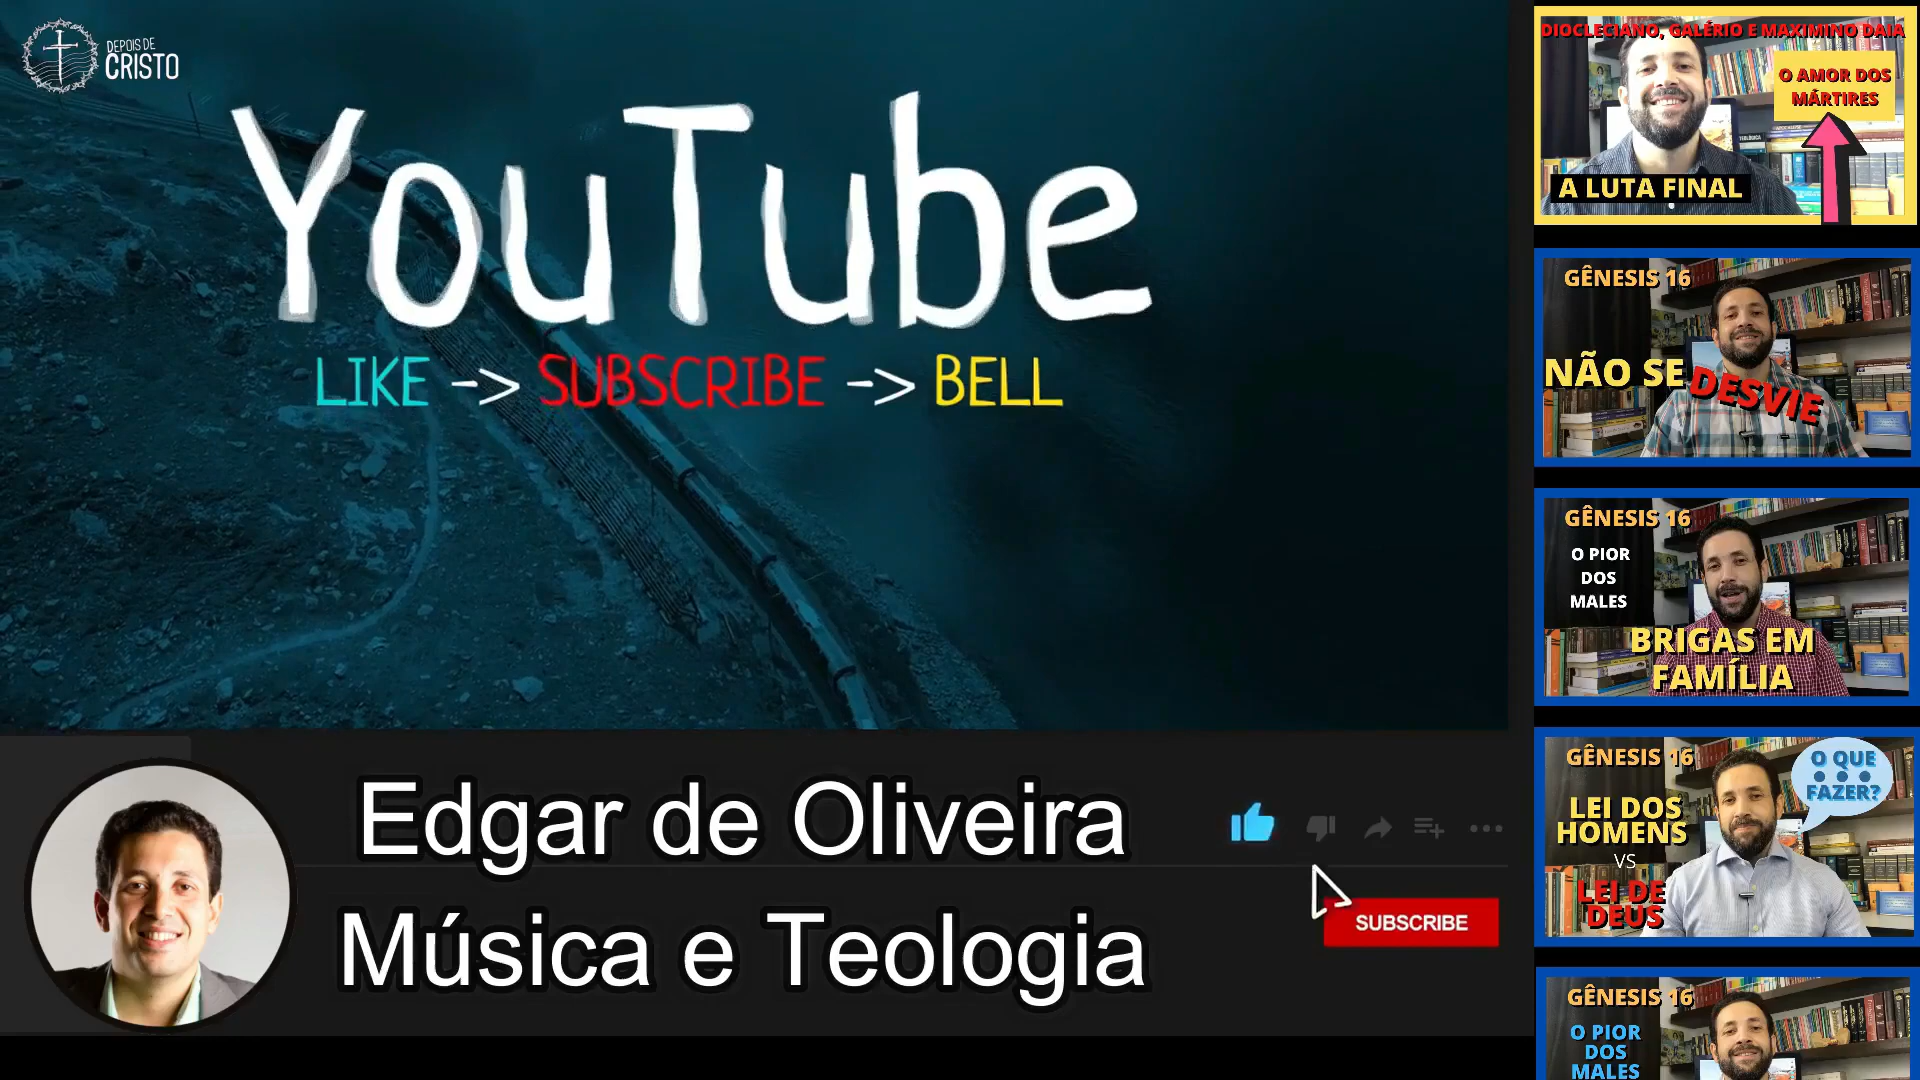 DEPOIS DE
CRISTO
YouTube
LIKE -> SUBSCRIBE -> BELL
Edgar de Oliveira
Música e Teologia
SUBSCRIBE
DIOCLECIANO, GALÉRIO E MAXIMINO DAIA
O AMOR DOS
MÁRTIRES
A LUTA FINAL
GÊNESIS 16
NÃO SE DESVIE
GÊNESIS 16
O PIOR
DOS
MALES
BRIGAS EM
FAMÍLIA
GÊNESIS 16
O QUE
FAZER?
LEI DOS
HOMENS
VS
LEI DE
DEUS
GÊNESIS 16
O PIOR
DOS
MALES